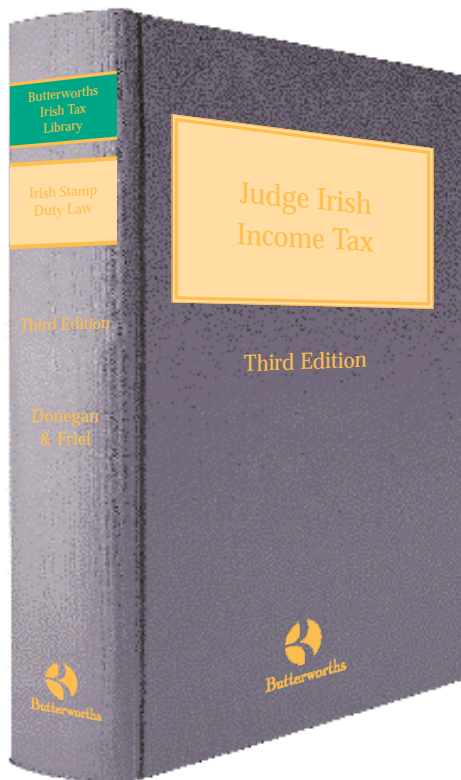 Butterworths
Irish Tax
Library
Irish Stamp
Duty Law
Third Edition
Donegan
& Friel
Butterworths
Judge Irish
Income Tax
Third Edition
Butterworths